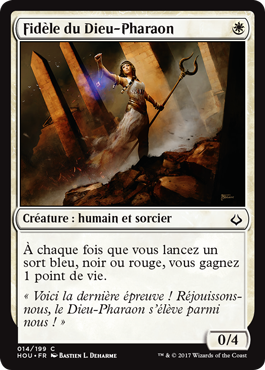 Fidèle du Dieu-Pharaon
Créature : humain et sorcier
À chaque fois que vous lancez un
sort bleu, noir ou rouge, vous gagnez
1 point de vie.
« Voici la dernière épreuve ! Réjouissons-
nous, le Dieu-Pharaon s'élève parmi
nous ! »
0/4
014/199 C
HOU • FR BASTIEN L. DEHARME
™ & © 2017 Wizards of the Coast